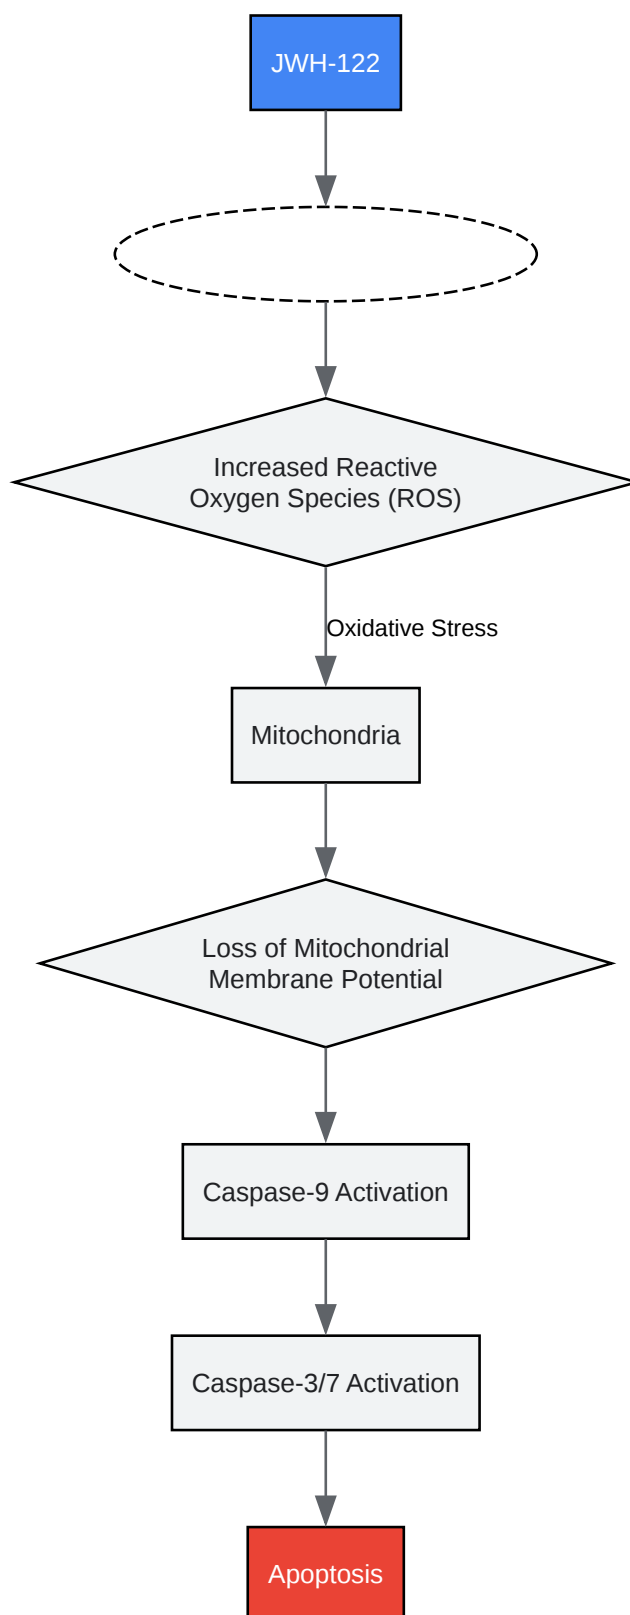 JWH-122
Increased Reactive
Oxygen Species (ROS)
Oxidative Stress
Mitochondria
Loss of Mitochondrial
Membrane Potential
Caspase-9 Activation
Caspase-3/7 Activation
Apoptosis